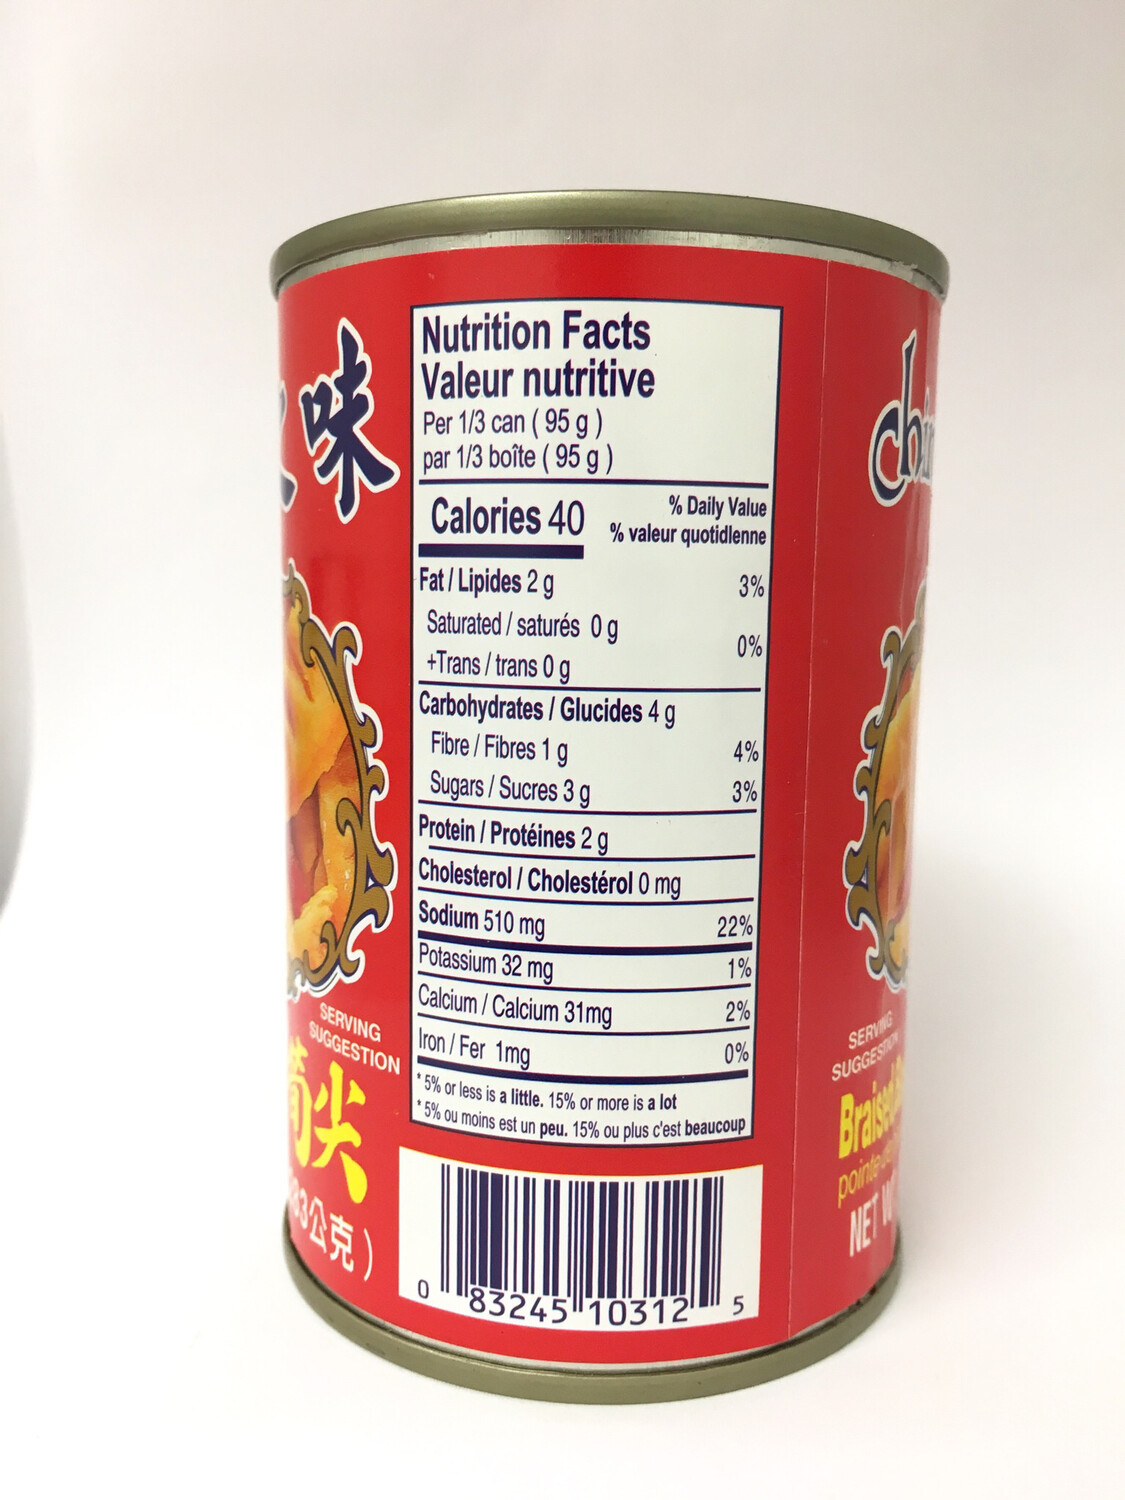 味
SERVING
SUGGESTION
筍尖
83公克)
Nutrition Facts
Valeur nutritive
Per 1/3 can ( 95 g )
par 1/3 boîte ( 95 g )
Calories 40
% Daily Value
% valeur quotidlenne
Fat / Lipides 2 g 3%
Saturated / saturés 0 g
+Trans / trans 0 g
0%
Carbohydrates / Glucides 4 g
Fibre / Fibres 1 g 4%
Sugars / Sucres 3 g 3%
Protein / Protéines 2 g
Cholesterol / Cholestérol 0 mg
Sodium 510 mg 22%
Potassium 32 mg 1%
Calcium / Calcium 31mg 2%
Iron / Fer 1mg 0%
* 5% or less is a little. 15% or more is a lot
* 5% ou moins est un peu. 15% ou plus c'est beaucoup
0 83245 10312 5
SERVING
SUGGESTION
Braised
pointe
NET